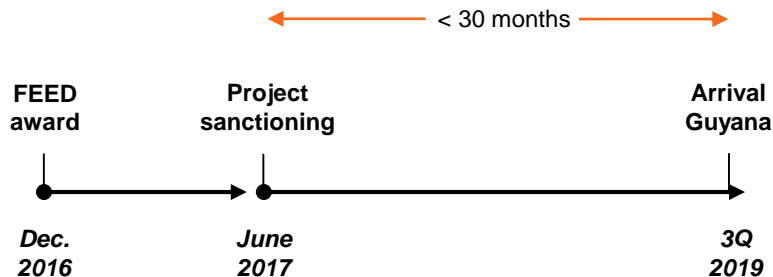 < 30 months
FEED
award
Project
sanctioning
Arrival
Guyana
Dec.
2016
June
2017
3Q
2019